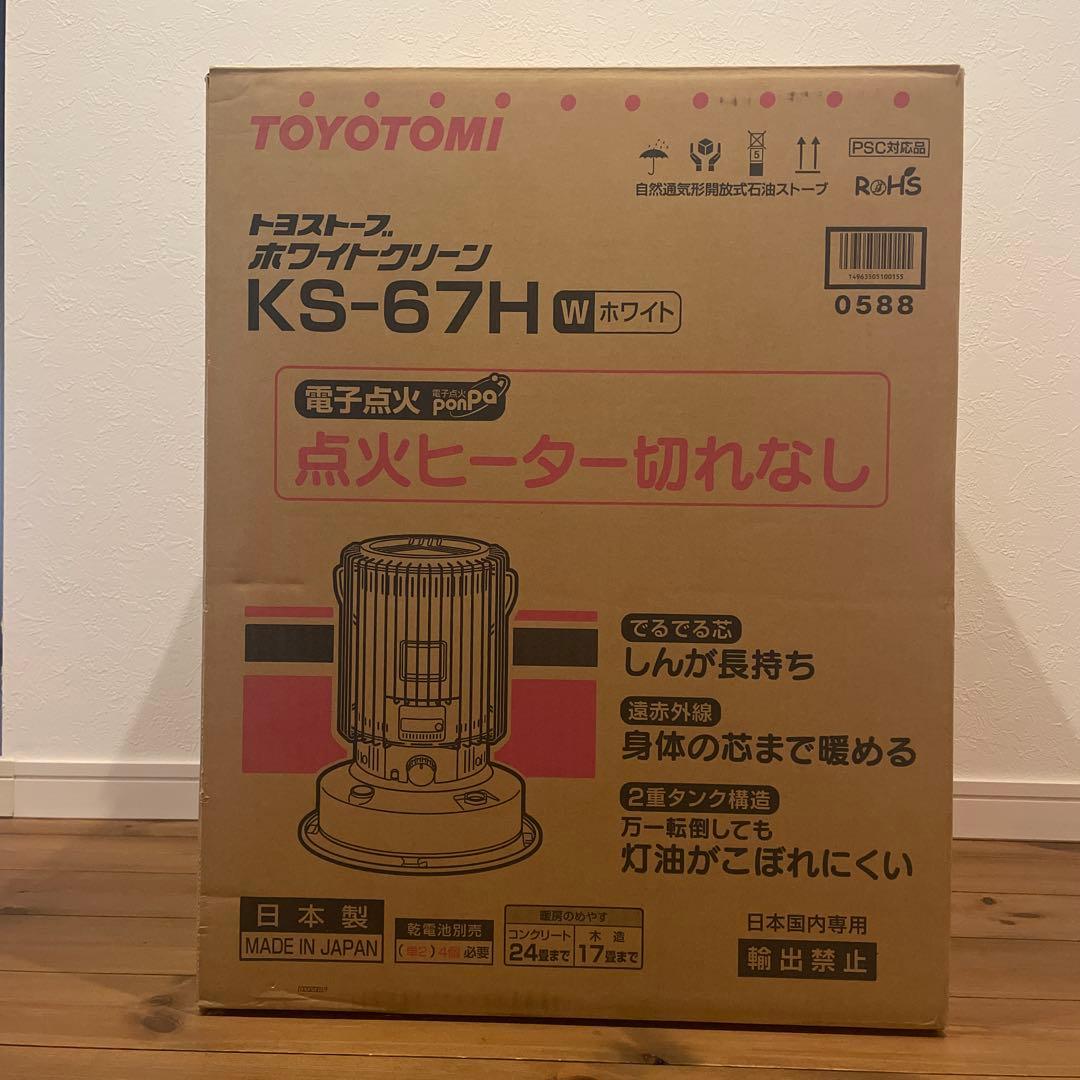 TOYOTOMI
5
PSC対応品
自然通気形開放式石油ストーブ
RoHS
トヨストーブ
ホワイトクリーン
KS-67H W ホワイト
T4963505100155
0588
電子点火 電子点火 ponpa
点火ヒーター切れなし
でるでる芯
しんが長持ち
遠赤外線
身体の芯まで暖める
2重タンク構造
万一転倒しても
灯油がこぼれにくい
日本製
MADE IN JAPAN
乾電池別売
(単2)4個必要
暖房のめやす
コンクリート 木造
24畳まで 17畳まで
日本国内専用
輸出禁止